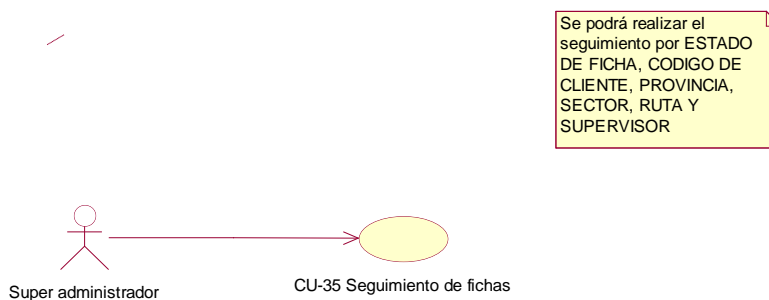 Se podrá realizar el
seguimiento por ESTADO
DE FICHA, CODIGO DE
CLIENTE, PROVINCIA,
SECTOR, RUTA Y
SUPERVISOR
Super administrador
CU-35 Seguimiento de fichas